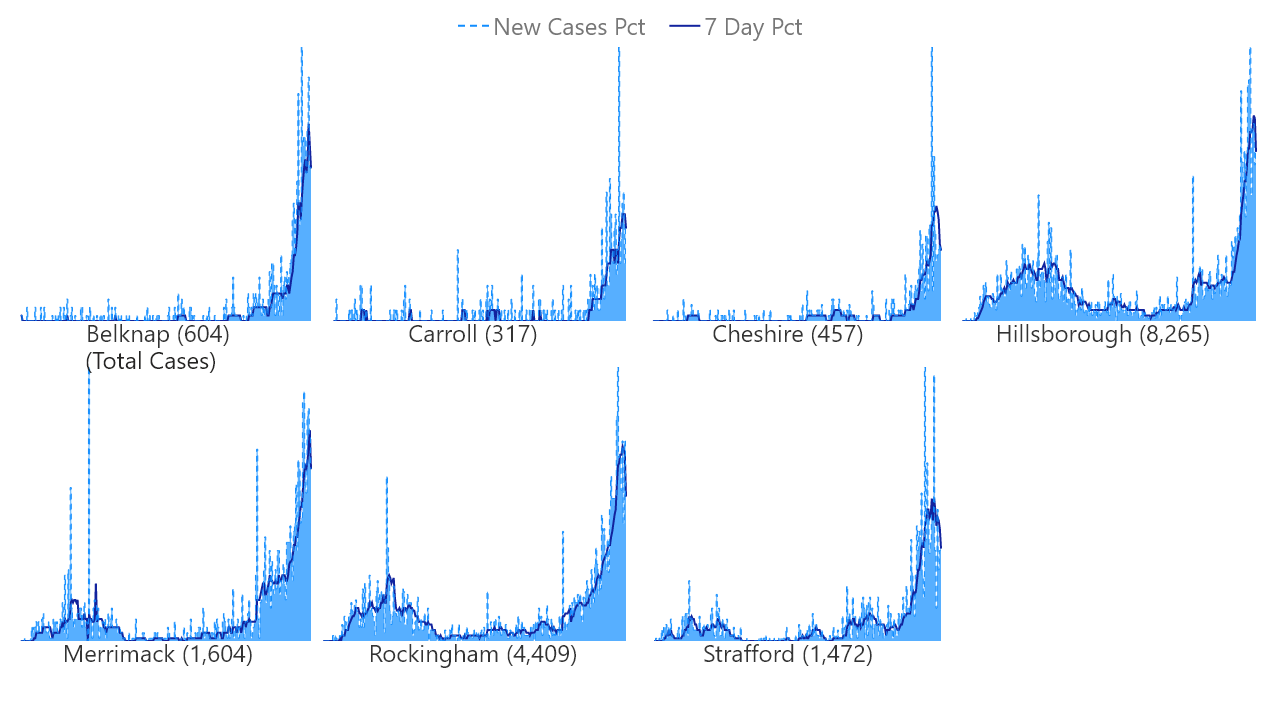 New Cases Pct 7 Day Pct
Belknap (604)
(Total Cases)
Carroll (317)
Cheshire (457)
Hillsborough (8,265)
Merrimack (1,604)
Rockingham (4,409)
Strafford (1,472)